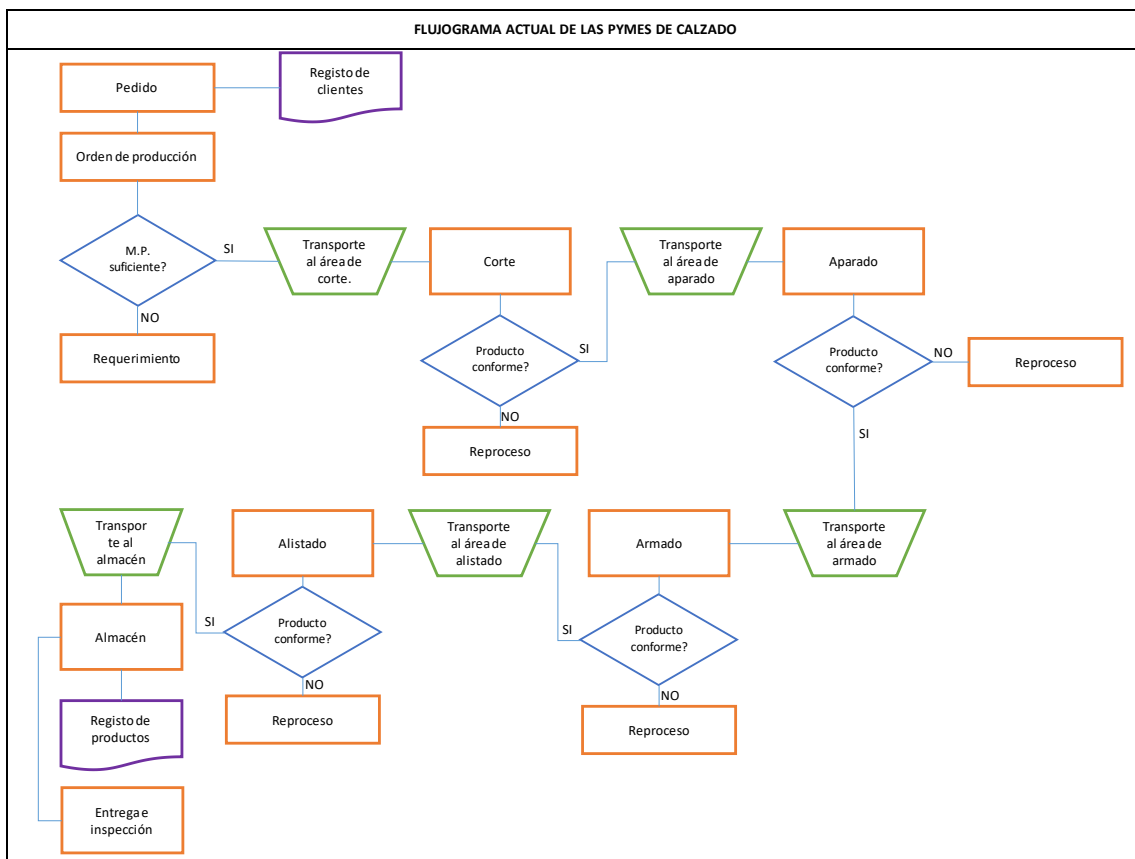 FLUJOGRAMA ACTUAL DE LAS PYMES DE CALZADO
Pedido
Registo de
clientes
Orden de producción
M.P.
suficiente?
SI
NO
Requerimiento
Transporte
al área de
corte.
Corte
Producto
conforme?
SI
NO
Reproceso
Transporte
al área de
aparado
Aparado
Producto
conforme?
NO
Reproceso
SI
Transporte
al área de
armado
Armado
Producto
conforme?
SI
NO
Reproceso
Transporte
al área de
alistado
Alistado
Producto
conforme?
SI
NO
Reproceso
Transpor
te al
almacén
Almacén
Registo de
productos
Entrega e
inspección